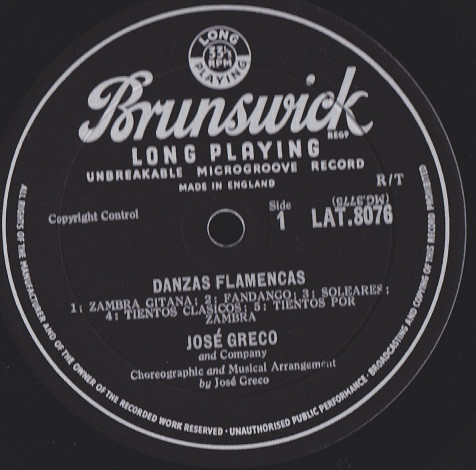 LONG
33⅓
RPM
PLAYING
Brunswick
REGD
LONG PLAYING
UNBREAKABLE MICROGROOVE RECORD
MADE IN ENGLAND
R/T
(MG.3775)
Copyright Control
Side
1
LAT.8076
DANZAS FLAMENCAS
1: ZAMBRA GITANA; 2: FANDANGO; 3: SOLEARES;
4: TIENTOS CLASICOS; 5: TIENTOS POR
ZAMBRA
JOSÉ GRECO
and Company
Choreographic and Musical Arrangement
by José Greco
ALL RIGHTS OF THE MANUFACTURER AND OF THE OWNER OF THE RECORDED WORK RESERVED · UNAUTHORISED PUBLIC PERFORMANCE · BROADCASTING AND COPYING OF THIS RECORD PROHIBITED